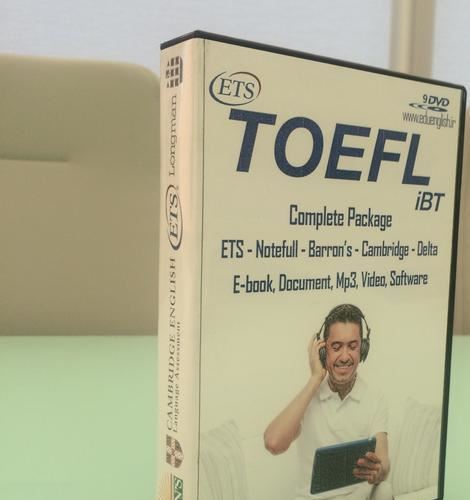 ETS
9 DVD
www.eduenglish.ir
TOEFL
iBT
Complete Package
ETS - Notefull - Barron's - Cambridge - Delta
E-book, Document, Mp3, Video, Software
Longman
ETS
CAMBRIDGE ENGLISH
Language Assessment